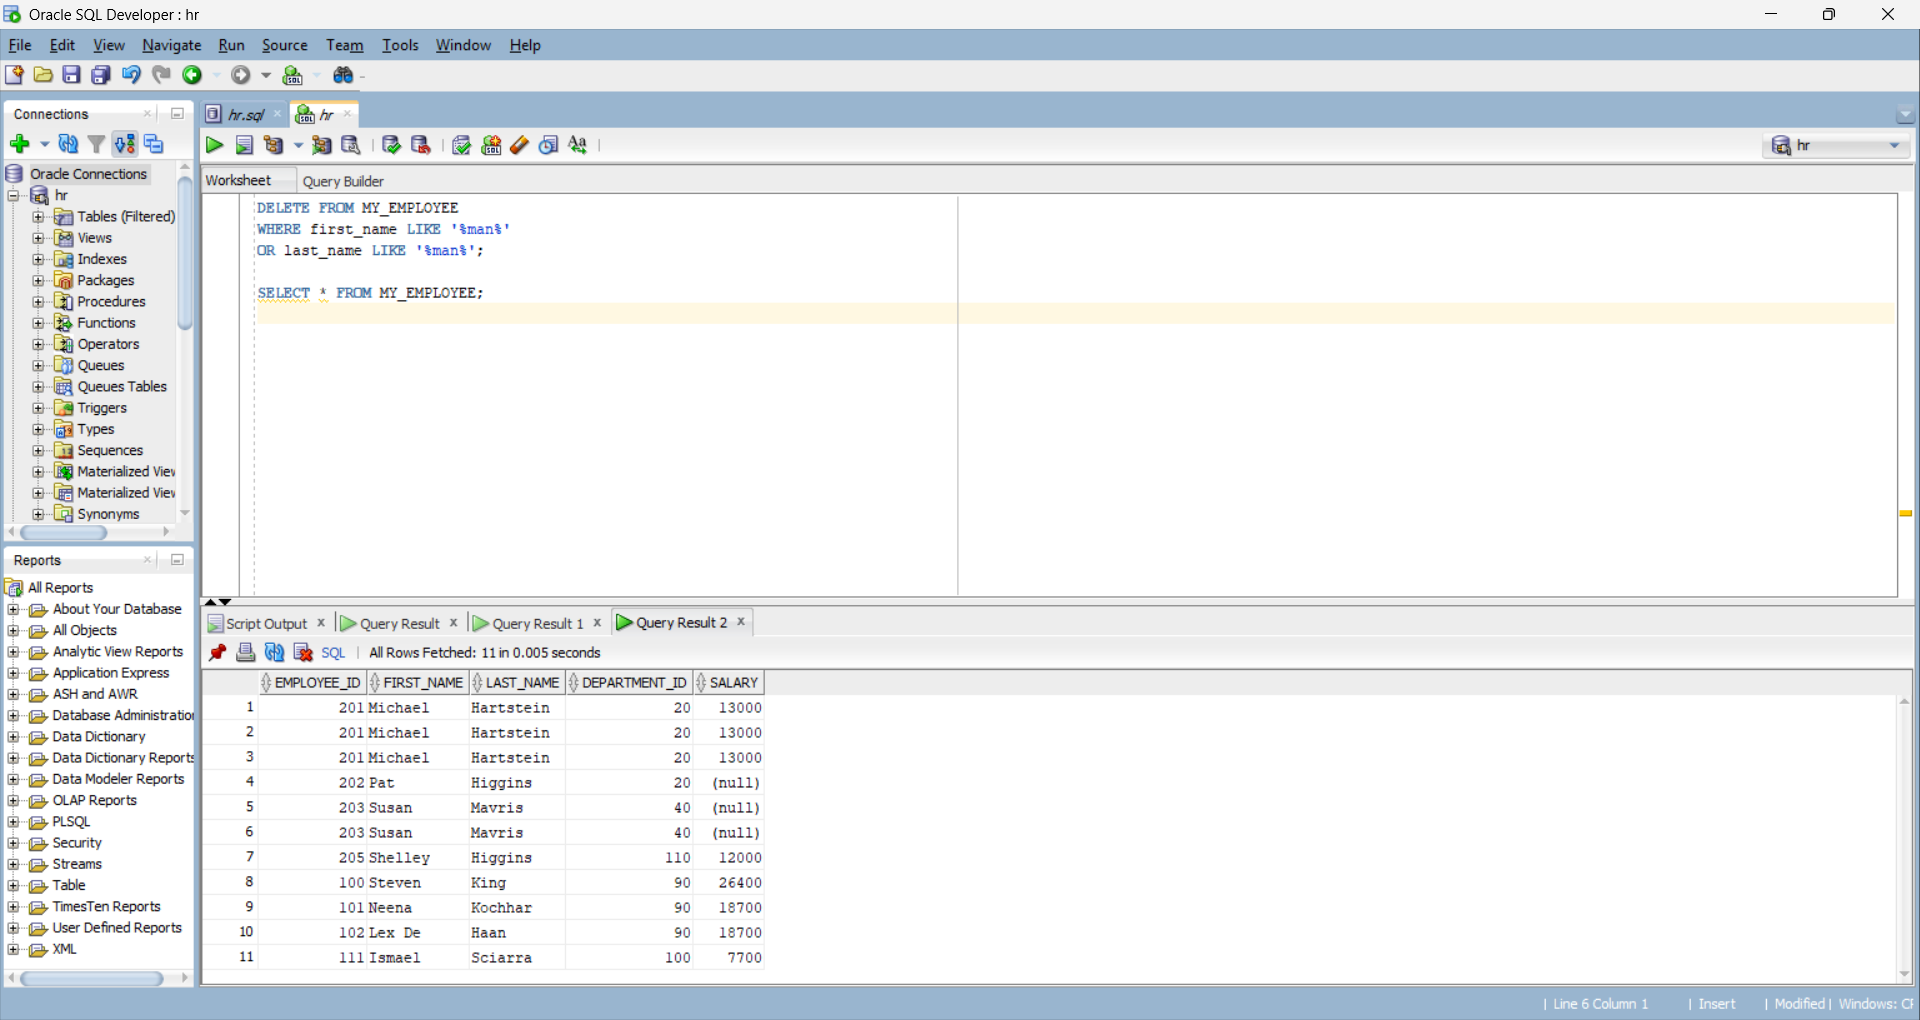 Oracle SQL Developer : hr
File Edit View Navigate Run Source Team Tools Window Help
Connections
hr.sql
hr
hr
Oracle Connections
hr
Tables (Filtered)
Views
Indexes
Packages
Procedures
Functions
Operators
Queues
Queues Tables
Triggers
Types
Sequences
Materialized Viev
Materialized Viev
Synonyms
Worksheet Query Builder
DELETE FROM MY_EMPLOYEE
WHERE first_name LIKE '%man%'
OR last_name LIKE '%man%';
SELECT * FROM MY_EMPLOYEE;
Reports
All Reports
About Your Database
All Objects
Analytic View Reports
Application Express
ASH and AWR
Database Administration
Data Dictionary
Data Dictionary Reports
Data Modeler Reports
OLAP Reports
PLSQL
Security
Streams
Table
TimesTen Reports
User Defined Reports
XML
Script Output x Query Result x Query Result 1 x Query Result 2 x
SQL | All Rows Fetched: 11 in 0.005 seconds
EMPLOYEE_ID FIRST_NAME LAST_NAME DEPARTMENT_ID SALARY
1 201 Michael Hartstein 20 13000
2 201 Michael Hartstein 20 13000
3 201 Michael Hartstein 20 13000
4 202 Pat Higgins 20 (null)
5 203 Susan Mavris 40 (null)
6 203 Susan Mavris 40 (null)
7 205 Shelley Higgins 110 12000
8 100 Steven King 90 26400
9 101 Neena Kochhar 90 18700
10 102 Lex De Haan 90 18700
11 111 Ismael Sciarra 100 7700
| Line 6 Column 1 | Insert | Modified | Windows: CF